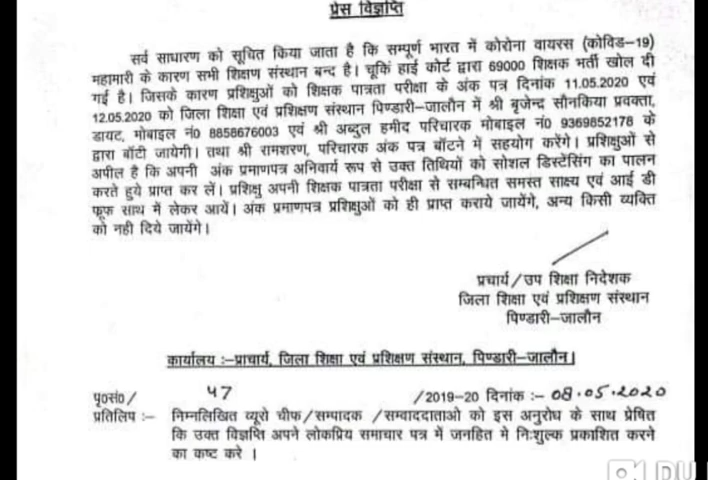 प्रेस विज्ञप्ति
सर्व साधारण को सूचित किया जाता है कि सम्पूर्ण भारत में कोरोना वायरस (कोविड–19)
महामारी के कारण सभी शिक्षण संस्थान बन्द है। चूकि हाई कोर्ट द्वारा 69000 शिक्षक भर्ती खोल दी
गई है। जिसके कारण प्रशिक्षुओं को शिक्षक पात्रता परीक्षा के अंक पत्र दिनांक 11.05.2020 एवं
12.05.2020 को जिला शिक्षा एवं प्रशिक्षण संस्थान पिण्डारी–जालौन में श्री बृजेन्द्र सौनकिया प्रवक्ता,
डायट, मोबाइल नं0 8858676003 एवं श्री अब्दुल हमीद परिचारक मोबाइल नं0 9369852178 के
द्वारा बाँटी जायेगी। तथा श्री रामशरण, परिचारक अंक पत्र बाँटने में सहयोग करेंगे। प्रशिक्षुओं से
अपील है कि अपनी अंक प्रमाणपत्र अनिवार्य रूप से उक्त तिथियों को सोशल डिस्टेंसिंग का पालन
करते हुये प्राप्त कर लें। प्रशिक्षु अपनी शिक्षक पात्रता परीक्षा से सम्बन्धित समस्त साक्ष्य एवं आई डी
फूफ साथ में लेकर आयें। अंक प्रमाणपत्र प्रशिक्षुओं को ही प्राप्त कराये जायेंगे, अन्य किसी व्यक्ति
को नही दिये जायेंगे।
प्रचार्य/उप शिक्षा निदेशक
जिला शिक्षा एवं प्रशिक्षण संस्थान
पिण्डारी–जालौन
कार्यालय :–प्राचार्य, जिला शिक्षा एवं प्रशिक्षण संस्थान, पिण्डारी–जालौन।
पृ0सं0/ 47 /2019–20 दिनांक :– 08.05.2020
प्रतिलिप :– निम्नलिखित व्यूरो चीफ/सम्पादक /सम्वाददाताओ को इस अनुरोध के साथ प्रेषित
कि उक्त विज्ञप्ति अपने लोकप्रिय समाचार पत्र में जनहित मे निःशुल्क प्रकाशित करने
का कष्ट करे ।